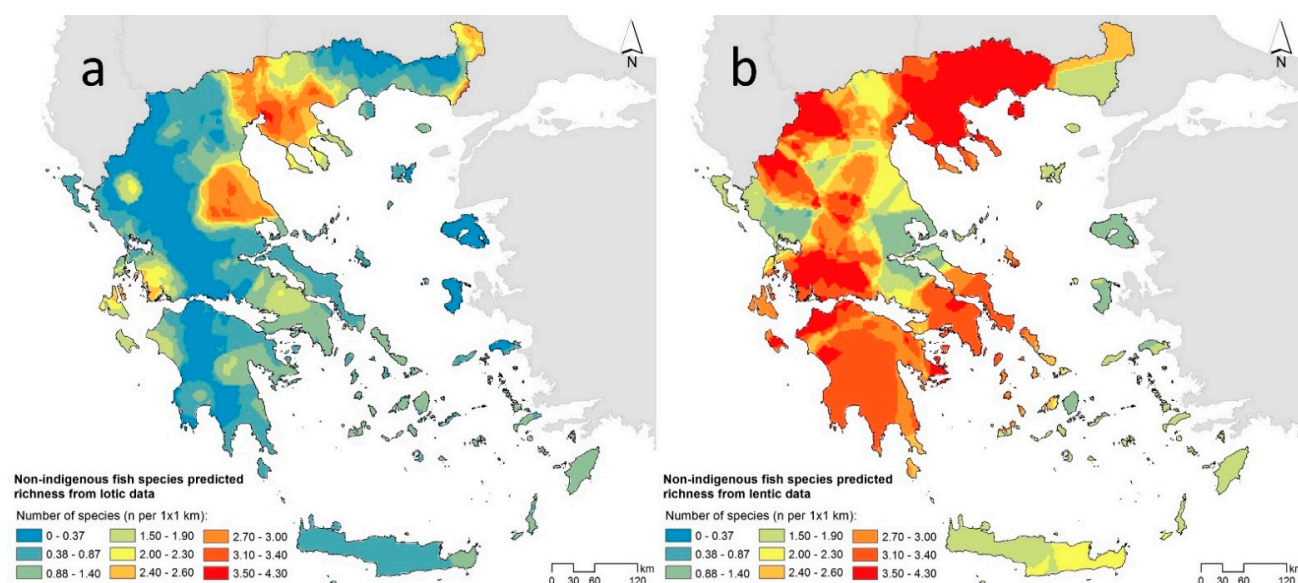 a
N
Non-indigenous fish species predicted
richness from lotic data
Number of species (n per 1x1 km):
0 - 0.37
1.50 - 1.90
2.70 - 3.00
0.38 - 0.87
2.00 - 2.30
3.10 - 3.40
0.88 - 1.40
2.40 - 2.60
3.50 - 4.30
km
0 30 60 120
b
N
Non-indigenous fish species predicted
richness from lentic data
Number of species (n per 1x1 km):
0 - 0.37
1.50 - 1.90
2.70 - 3.00
0.38 - 0.87
2.00 - 2.30
3.10 - 3.40
0.88 - 1.40
2.40 - 2.60
3.50 - 4.30
km
0 30 60 120